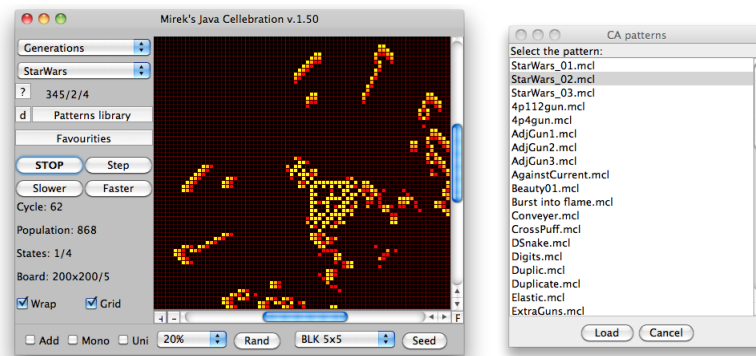 Mirek's Java Cellebration v.1.50
Generations
StarWars
? 345/2/4
d Patterns library
Favourities
STOP Step
Slower Faster
Cycle: 62
Population: 868
States: 1/4
Board: 200x200/5
Wrap Grid
+ - F
Add Mono Uni 20% Rand BLK 5x5 Seed
CA patterns
Select the pattern:
StarWars_01.mcl
StarWars_02.mcl
StarWars_03.mcl
4p112gun.mcl
4p4gun.mcl
AdjGun1.mcl
AdjGun2.mcl
AdjGun3.mcl
AgainstCurrent.mcl
Beauty01.mcl
Burst into flame.mcl
Conveyer.mcl
CrossPuff.mcl
DSnake.mcl
Digits.mcl
Duplic.mcl
Duplicate.mcl
Elastic.mcl
ExtraGuns.mcl
Load Cancel